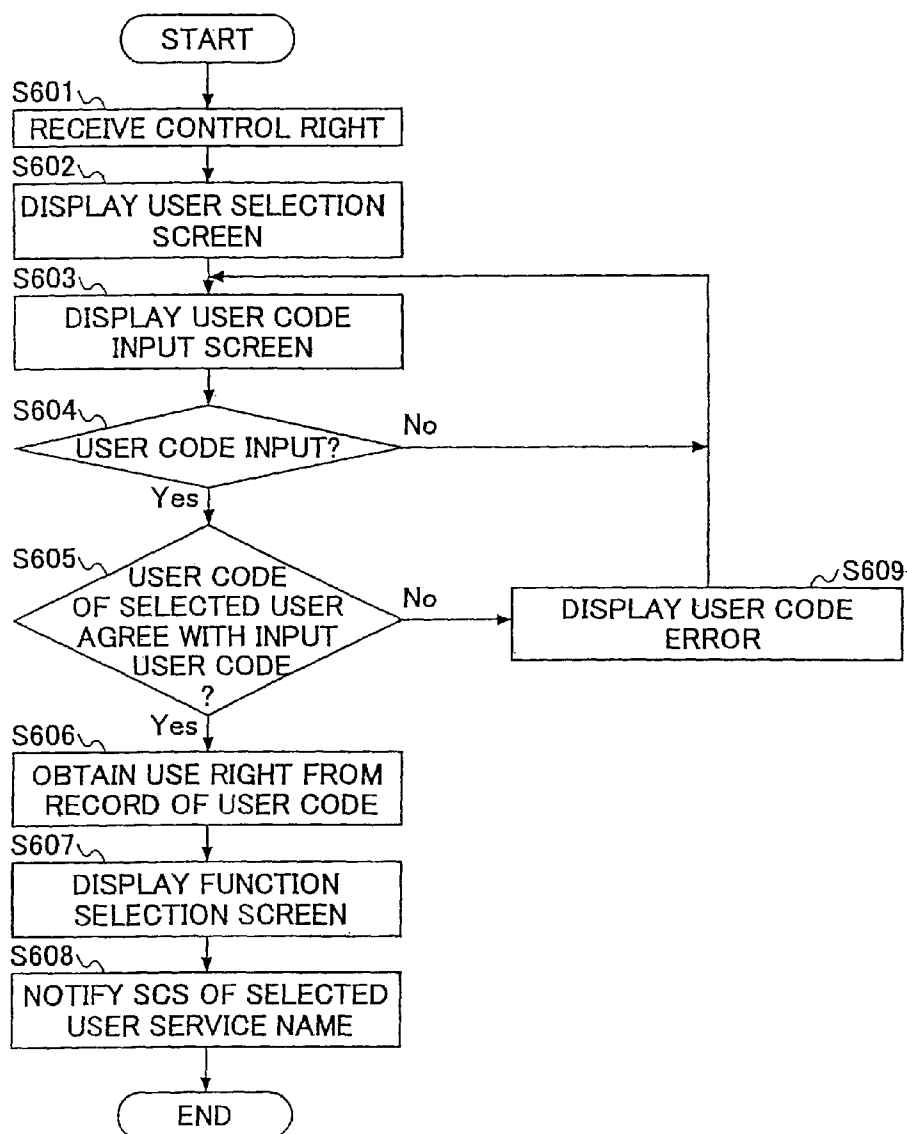 START
S601
RECEIVE CONTROL RIGHT
S602
DISPLAY USER SELECTION
SCREEN
S603
DISPLAY USER CODE
INPUT SCREEN
S604
USER CODE INPUT?
No
Yes
S605
USER CODE
OF SELECTED USER
AGREE WITH INPUT
USER CODE
?
No
S609
DISPLAY USER CODE
ERROR
Yes
S606
OBTAIN USE RIGHT FROM
RECORD OF USER CODE
S607
DISPLAY FUNCTION
SELECTION SCREEN
S608
NOTIFY SCS OF SELECTED
USER SERVICE NAME
END